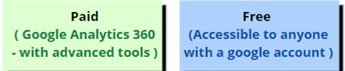 Paid
( Google Analytics 360
- with advanced tools )
Free
(Accessible to anyone
with a google account )